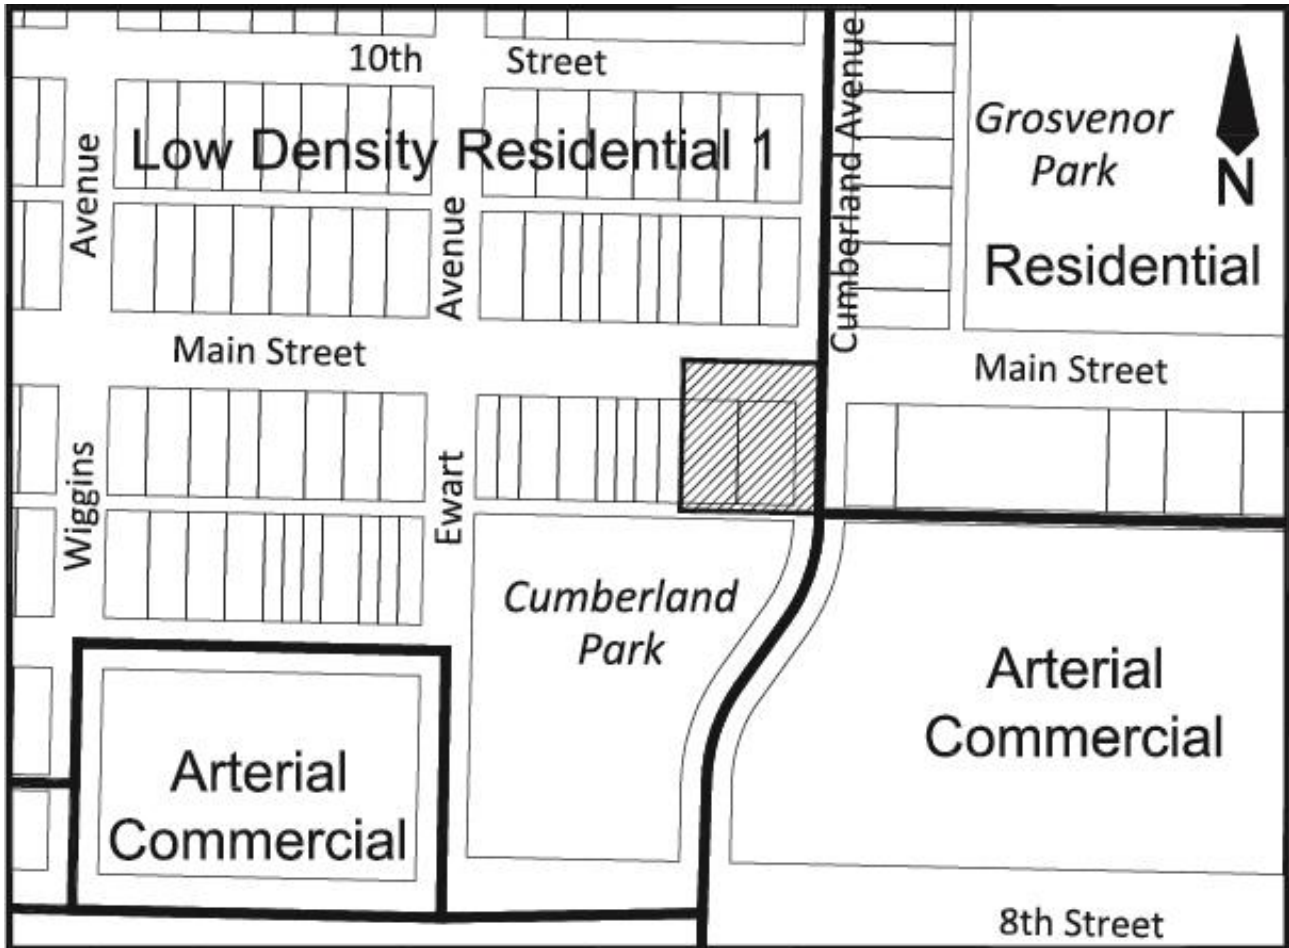 10th Street
Cumberland Avenue
Grosvenor
Park
N
Low Density Residential 1
Avenue
Avenue
Residential
Main Street
Main Street
Wiggins
Ewart
Cumberland
Park
Arterial
Commercial
Arterial
Commercial
8th Street